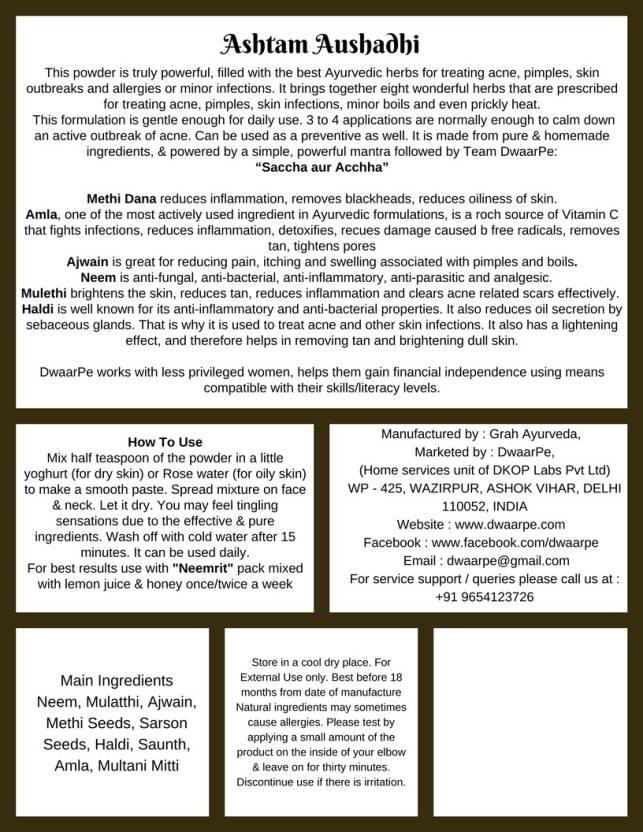 Ashtam Aushadhi
This powder is truly powerful, filled with the best Ayurvedic herbs for treating acne, pimples, skin
outbreaks and allergies or minor infections. It brings together eight wonderful herbs that are prescribed
for treating acne, pimples, skin infections, minor boils and even prickly heat.
This formulation is gentle enough for daily use. 3 to 4 applications are normally enough to calm down
an active outbreak of acne. Can be used as a preventive as well. It is made from pure & homemade
ingredients, & powered by a simple, powerful mantra followed by Team DwaarPe:
“Saccha aur Acchha”
Methi Dana reduces inflammation, removes blackheads, reduces oiliness of skin.
Amla, one of the most actively used ingredient in Ayurvedic formulations, is a roch source of Vitamin C
that fights infections, reduces inflammation, detoxifies, recues damage caused b free radicals, removes
tan, tightens pores
Ajwain is great for reducing pain, itching and swelling associated with pimples and boils.
Neem is anti-fungal, anti-bacterial, anti-inflammatory, anti-parasitic and analgesic.
Mulethi brightens the skin, reduces tan, reduces inflammation and clears acne related scars effectively.
Haldi is well known for its anti-inflammatory and anti-bacterial properties. It also reduces oil secretion by
sebaceous glands. That is why it is used to treat acne and other skin infections. It also has a lightening
effect, and therefore helps in removing tan and brightening dull skin.
DwaarPe works with less privileged women, helps them gain financial independence using means
compatible with their skills/literacy levels.
How To Use
Mix half teaspoon of the powder in a little
yoghurt (for dry skin) or Rose water (for oily skin)
to make a smooth paste. Spread mixture on face
& neck. Let it dry. You may feel tingling
sensations due to the effective & pure
ingredients. Wash off with cold water after 15
minutes. It can be used daily.
For best results use with "Neemrit" pack mixed
with lemon juice & honey once/twice a week
Manufactured by : Grah Ayurveda,
Marketed by : DwaarPe,
(Home services unit of DKOP Labs Pvt Ltd)
WP - 425, WAZIRPUR, ASHOK VIHAR, DELHI
110052, INDIA
Website : www.dwaarpe.com
Facebook : www.facebook.com/dwaarpe
Email : dwaarpe@gmail.com
For service support / queries please call us at :
+91 9654123726
Main Ingredients
Neem, Mulatthi, Ajwain,
Methi Seeds, Sarson
Seeds, Haldi, Saunth,
Amla, Multani Mitti
Store in a cool dry place. For
External Use only. Best before 18
months from date of manufacture
Natural ingredients may sometimes
cause allergies. Please test by
applying a small amount of the
product on the inside of your elbow
& leave on for thirty minutes.
Discontinue use if there is irritation.